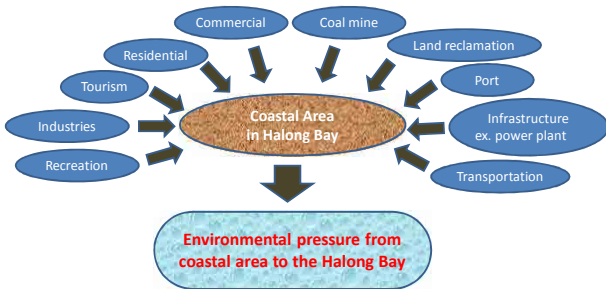 Commercial
Coal mine
Residential
Land reclamation
Tourism
Port
Industries
Coastal Area
in Halong Bay
Infrastructure
ex. power plant
Recreation
Transportation
Environmental pressure from
coastal area to the Halong Bay